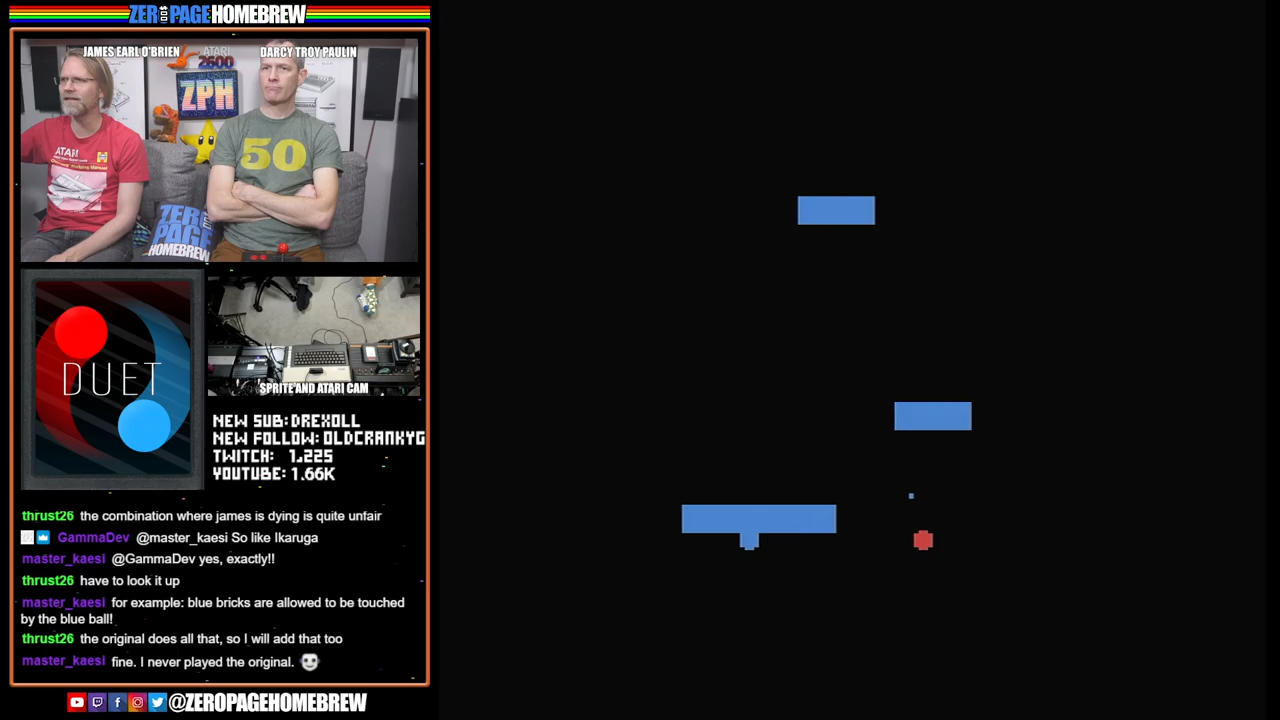 ZEROPAGEHOMEBREW
JAMES EARL O'BRIEN
ATARI
2600
DARCY TROY PAULIN
ZPH
ATARI
50
ZERO
PAGE
HOMEBREW
DUET
SPRITE AND ATARI CAM
NEW SUB: DREXOLL
NEW FOLLOW: OLDCRANKYG
TWITCH: 1,225
YOUTUBE: 1.66K
thrust26 the combination where james is dying is quite unfair
GammaDev @master_kaesi So like Ikaruga
master_kaesi @GammaDev yes, exactly!!
thrust26 have to look it up
master_kaesi for example: blue bricks are allowed to be touched
by the blue ball!
thrust26 the original does all that, so I will add that too
master_kaesi fine. I never played the original.
@ZEROPAGEHOMEBREW